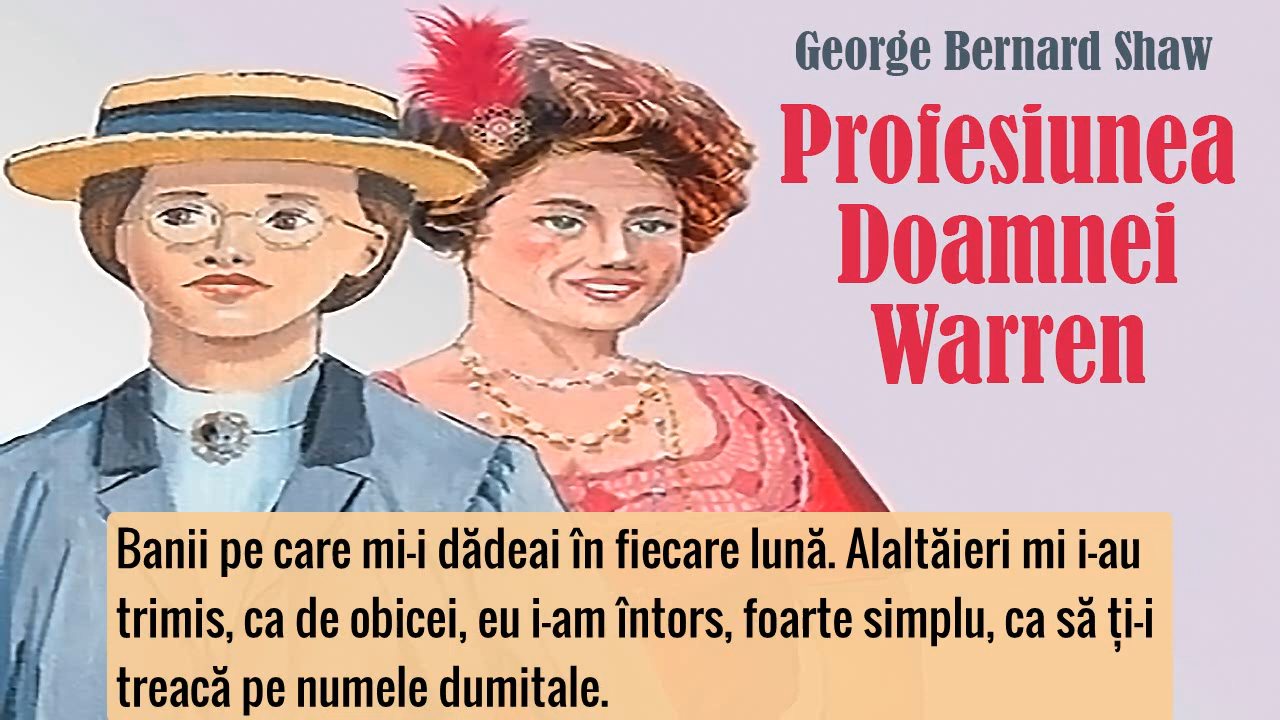 George Bernard Shaw
Profesiunea
Doamnei
Warren
Banii pe care mi-i dădeai în fiecare lună. Alaltăieri mi i-au
trimis, ca de obicei, eu i-am întors, foarte simplu, ca să ți-i
treacă pe numele dumitale.